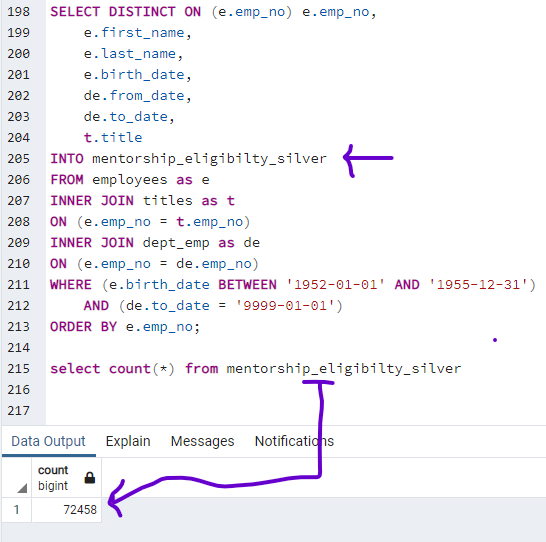 198 SELECT DISTINCT ON (e.emp_no) e.emp_no,
199 e.first_name,
200 e.last_name,
201 e.birth_date,
202 de.from_date,
203 de.to_date,
204 t.title
205 INTO mentorship_eligibilty_silver
206 FROM employees as e
207 INNER JOIN titles as t
208 ON (e.emp_no = t.emp_no)
209 INNER JOIN dept_emp as de
210 ON (e.emp_no = de.emp_no)
211 WHERE (e.birth_date BETWEEN '1952-01-01' AND '1955-12-31')
212 AND (de.to_date = '9999-01-01')
213 ORDER BY e.emp_no;
214
215 select count(*) from mentorship_eligibilty_silver
216
217
Data Output Explain Messages Notifications
count
bigint
1 72458